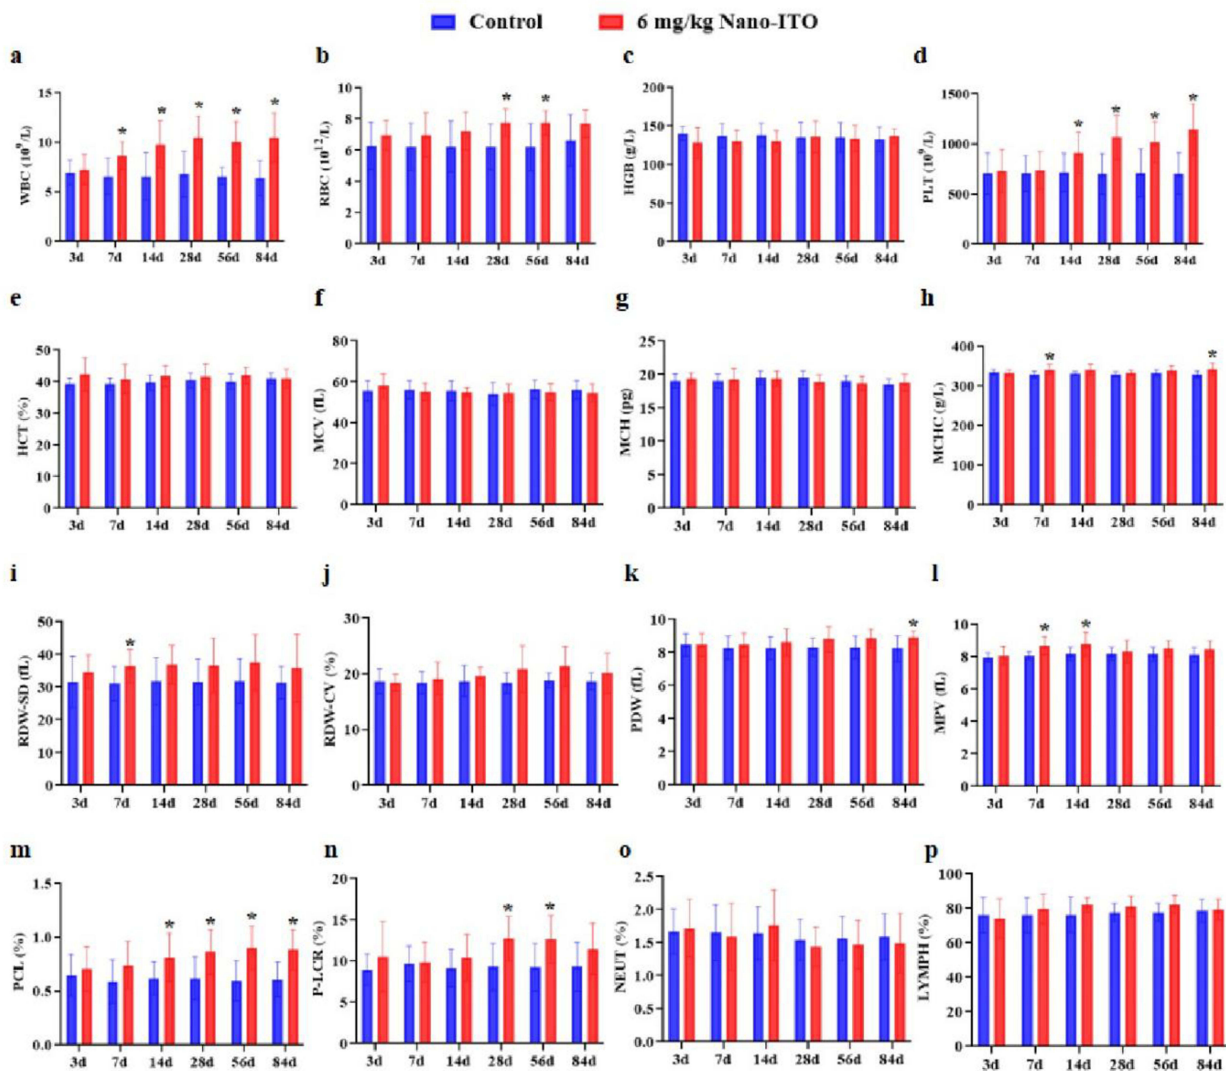 Control 6 mg/kg Nano-ITO
a b c d
WBC (10⁹/L)
15
10
5
0
3d 7d 14d 28d 56d 84d
* * * * *
RBC (10¹²/L)
10
8
6
4
2
0
3d 7d 14d 28d 56d 84d
* *
HGB (g/L)
200
150
100
50
0
3d 7d 14d 28d 56d 84d
PLT (10⁹/L)
1500
1000
500
0
3d 7d 14d 28d 56d 84d
* * * *
e f g h
HCT (%)
50
40
30
20
10
0
3d 7d 14d 28d 56d 84d
MCV (fL)
80
60
40
20
0
3d 7d 14d 28d 56d 84d
MCH (pg)
25
20
15
10
5
0
3d 7d 14d 28d 56d 84d
MCHC (g/L)
400
300
200
100
0
3d 7d 14d 28d 56d 84d
* *
i j k l
RDW-SD (fL)
50
40
30
20
10
0
3d 7d 14d 28d 56d 84d
*
RDW-CV (%)
30
20
10
0
3d 7d 14d 28d 56d 84d
PDW (fL)
10
8
6
4
2
0
3d 7d 14d 28d 56d 84d
*
MPV (fL)
10
8
6
4
2
0
3d 7d 14d 28d 56d 84d
* *
m n o p
PCL (%)
1.5
1.0
0.5
0.0
3d 7d 14d 28d 56d 84d
* * * *
P-LCR (%)
20
15
10
5
0
3d 7d 14d 28d 56d 84d
* *
NEUT (%)
2.5
2.0
1.5
1.0
0.5
0.0
3d 7d 14d 28d 56d 84d
LYMPH (%)
100
80
60
40
20
0
3d 7d 14d 28d 56d 84d